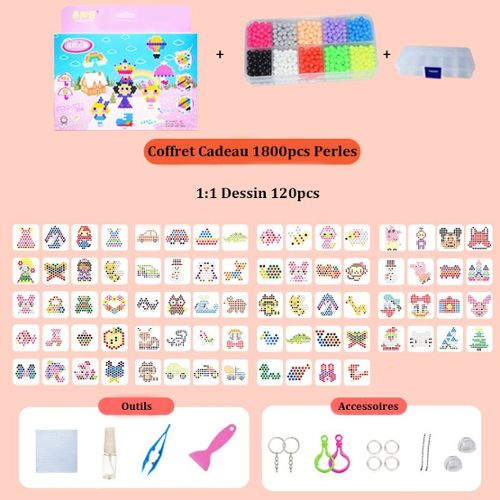 +
+
Coffret Cadeau 1800pcs Perles
1:1 Dessin 120pcs
Outils
Accessoires